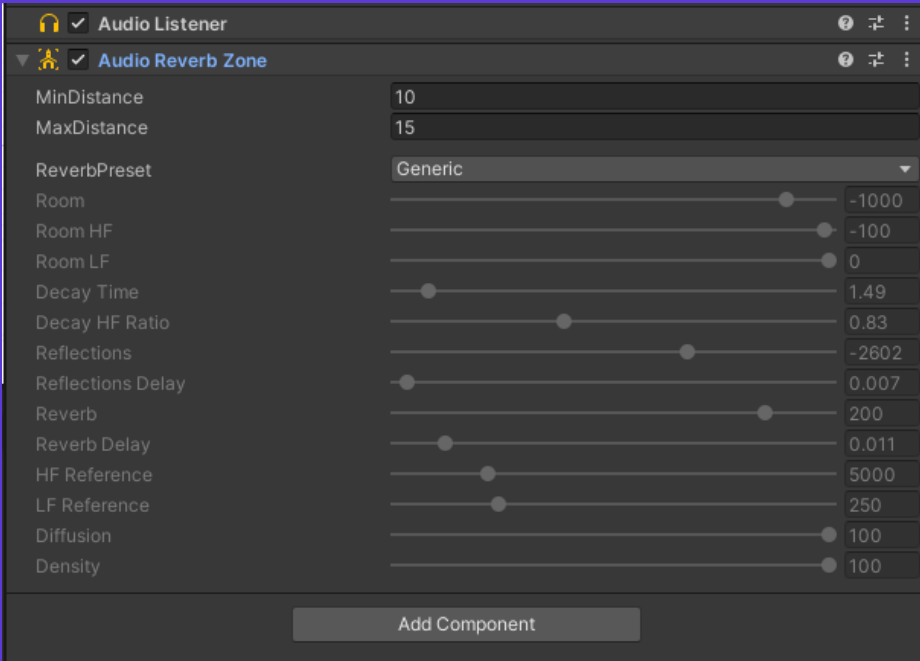 Audio Listener
Audio Reverb Zone
MinDistance 10
MaxDistance 15
ReverbPreset Generic
Room -1000
Room HF -100
Room LF 0
Decay Time 1.49
Decay HF Ratio 0.83
Reflections -2602
Reflections Delay 0.007
Reverb 200
Reverb Delay 0.011
HF Reference 5000
LF Reference 250
Diffusion 100
Density 100
Add Component